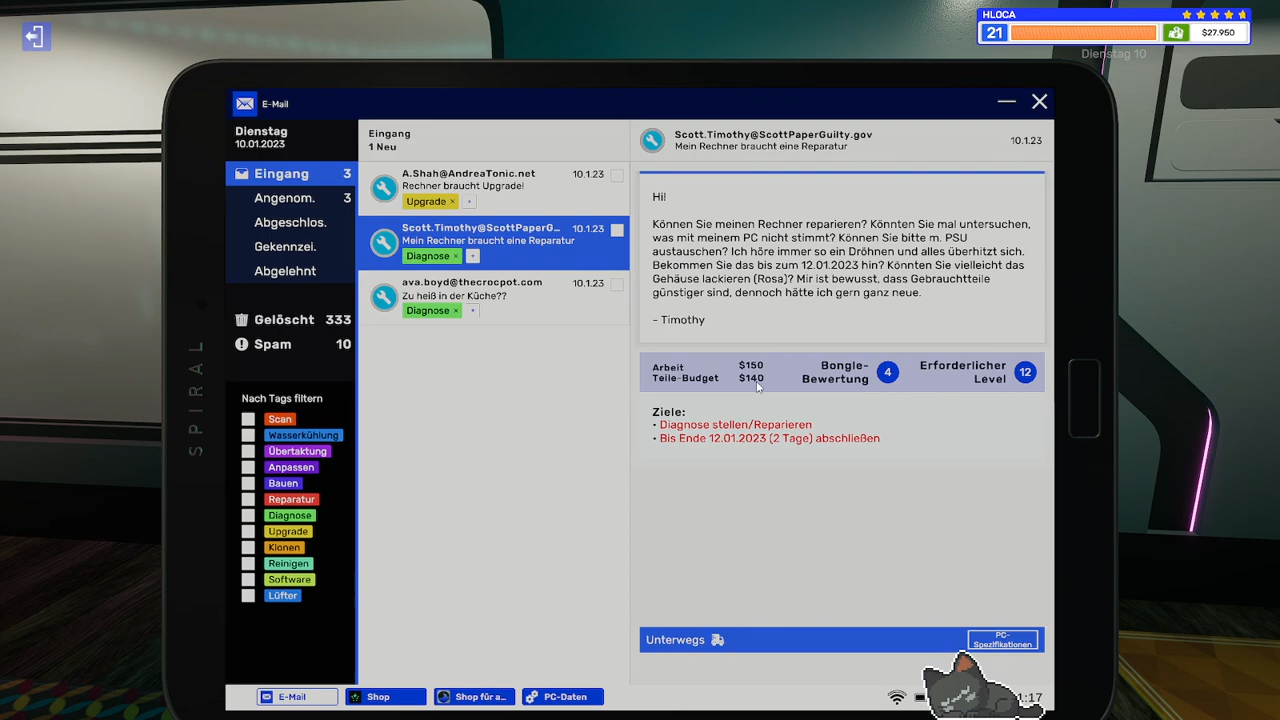 HLOCA
21
$27.950
Dienstag 10
E-Mail
Dienstag
10.01.2023
Eingang 3
Angenom. 3
Abgeschlos.
Gekennzei.
Abgelehnt
Gelöscht 333
Spam 10
Nach Tags filtern
Scan
Wasserkühlung
Übertaktung
Anpassen
Bauen
Reparatur
Diagnose
Upgrade
Klonen
Reinigen
Software
Lüfter
Eingang
1 Neu
A.Shah@AndreaTonic.net 10.1.23
Rechner braucht Upgrade!
Upgrade × +
Scott.Timothy@ScottPaperG... 10.1.23
Mein Rechner braucht eine Reparatur
Diagnose × +
ava.boyd@thecrocpot.com 10.1.23
Zu heiß in der Küche??
Diagnose × +
Scott.Timothy@ScottPaperGuilty.gov
Mein Rechner braucht eine Reparatur
10.1.23
Hi!
Können Sie meinen Rechner reparieren? Könnten Sie mal untersuchen,
was mit meinem PC nicht stimmt? Können Sie bitte m. PSU
austauschen? Ich höre immer so ein Dröhnen und alles überhitzt sich.
Bekommen Sie das bis zum 12.01.2023 hin? Könnten Sie vielleicht das
Gehäuse lackieren (Rosa)? Mir ist bewusst, dass Gebrauchtteile
günstiger sind, dennoch hätte ich gern ganz neue.
– Timothy
Arbeit $150
Teile-Budget $140
Bongle-
Bewertung 4
Erforderlicher
Level 12
Ziele:
• Diagnose stellen/Reparieren
• Bis Ende 12.01.2023 (2 Tage) abschließen
Unterwegs
PC-
Spezifikationen
SPIRAL
E-Mail
Shop
Shop für a...
PC-Daten
1:17